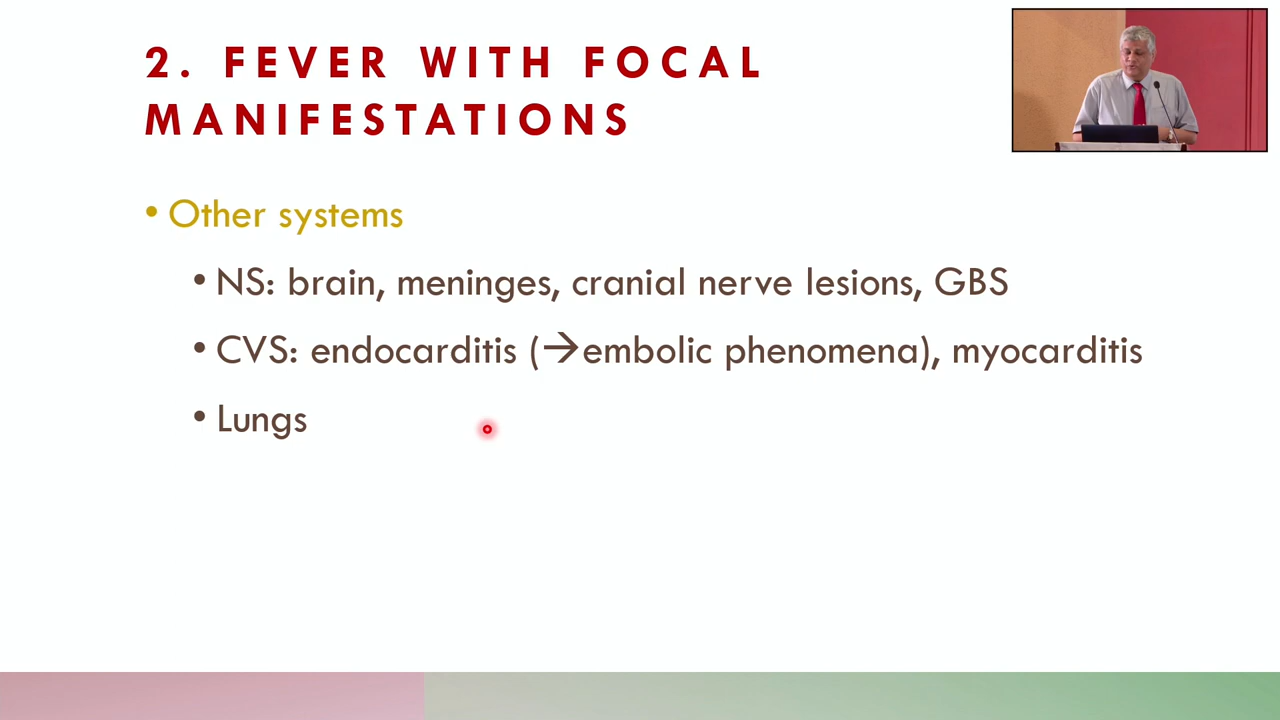 2. FEVER WITH FOCAL
MANIFESTATIONS
• Other systems
• NS: brain, meninges, cranial nerve lesions, GBS
• CVS: endocarditis (→embolic phenomena), myocarditis
• Lungs